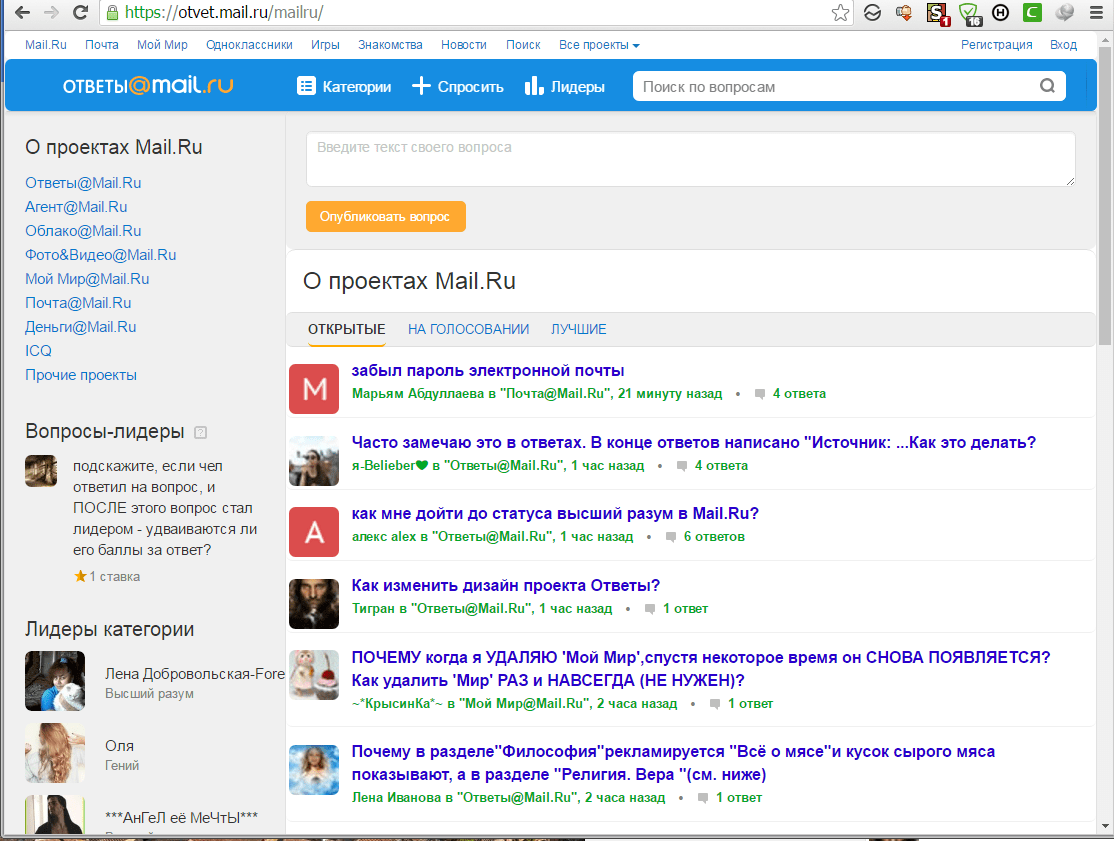 https://otvet.mail.ru/mailru/
S
1
16
H
C
Mail.Ru Почта Мой Мир Одноклассники Игры Знакомства Новости Поиск Все проекты Регистрация Вход
ОТВЕТЫ@mail.ru Категории Спросить Лидеры Поиск по вопросам
О проектах Mail.Ru
Ответы@Mail.Ru
Агент@Mail.Ru
Облако@Mail.Ru
Фото&Видео@Mail.Ru
Мой Мир@Mail.Ru
Почта@Mail.Ru
Деньги@Mail.Ru
ICQ
Прочие проекты
Вопросы-лидеры ?
подскажите, если чел
ответил на вопрос, и
ПОСЛЕ этого вопрос стал
лидером - удваиваются ли
его баллы за ответ?
1 ставка
Лидеры категории
Лена Добровольская-Fore
Высший разум
Оля
Гений
***АнГеЛ её МеЧтЫ***
Введите текст своего вопроса
Опубликовать вопрос
О проектах Mail.Ru
ОТКРЫТЫЕ НА ГОЛОСОВАНИИ ЛУЧШИЕ
М
забыл пароль электронной почты
Марьям Абдуллаева в "Почта@Mail.Ru", 21 минуту назад • 4 ответа
Часто замечаю это в ответах. В конце ответов написано "Источник: ...Как это делать?
я-Belieber♥ в "Ответы@Mail.Ru", 1 час назад • 4 ответа
А
как мне дойти до статуса высший разум в Mail.Ru?
алекс alex в "Ответы@Mail.Ru", 1 час назад • 6 ответов
Как изменить дизайн проекта Ответы?
Тигран в "Ответы@Mail.Ru", 1 час назад • 1 ответ
ПОЧЕМУ когда я УДАЛЯЮ 'Мой Мир',спустя некоторое время он СНОВА ПОЯВЛЯЕТСЯ?
Как удалить 'Мир' РАЗ и НАВСЕГДА (НЕ НУЖЕН)?
~*КрысинКа*~ в "Мой Мир@Mail.Ru", 2 часа назад • 1 ответ
Почему в разделе"Философия"рекламируется "Всё о мясе"и кусок сырого мяса
показывают, а в разделе "Религия. Вера "(см. ниже)
Лена Иванова в "Ответы@Mail.Ru", 2 часа назад • 1 ответ